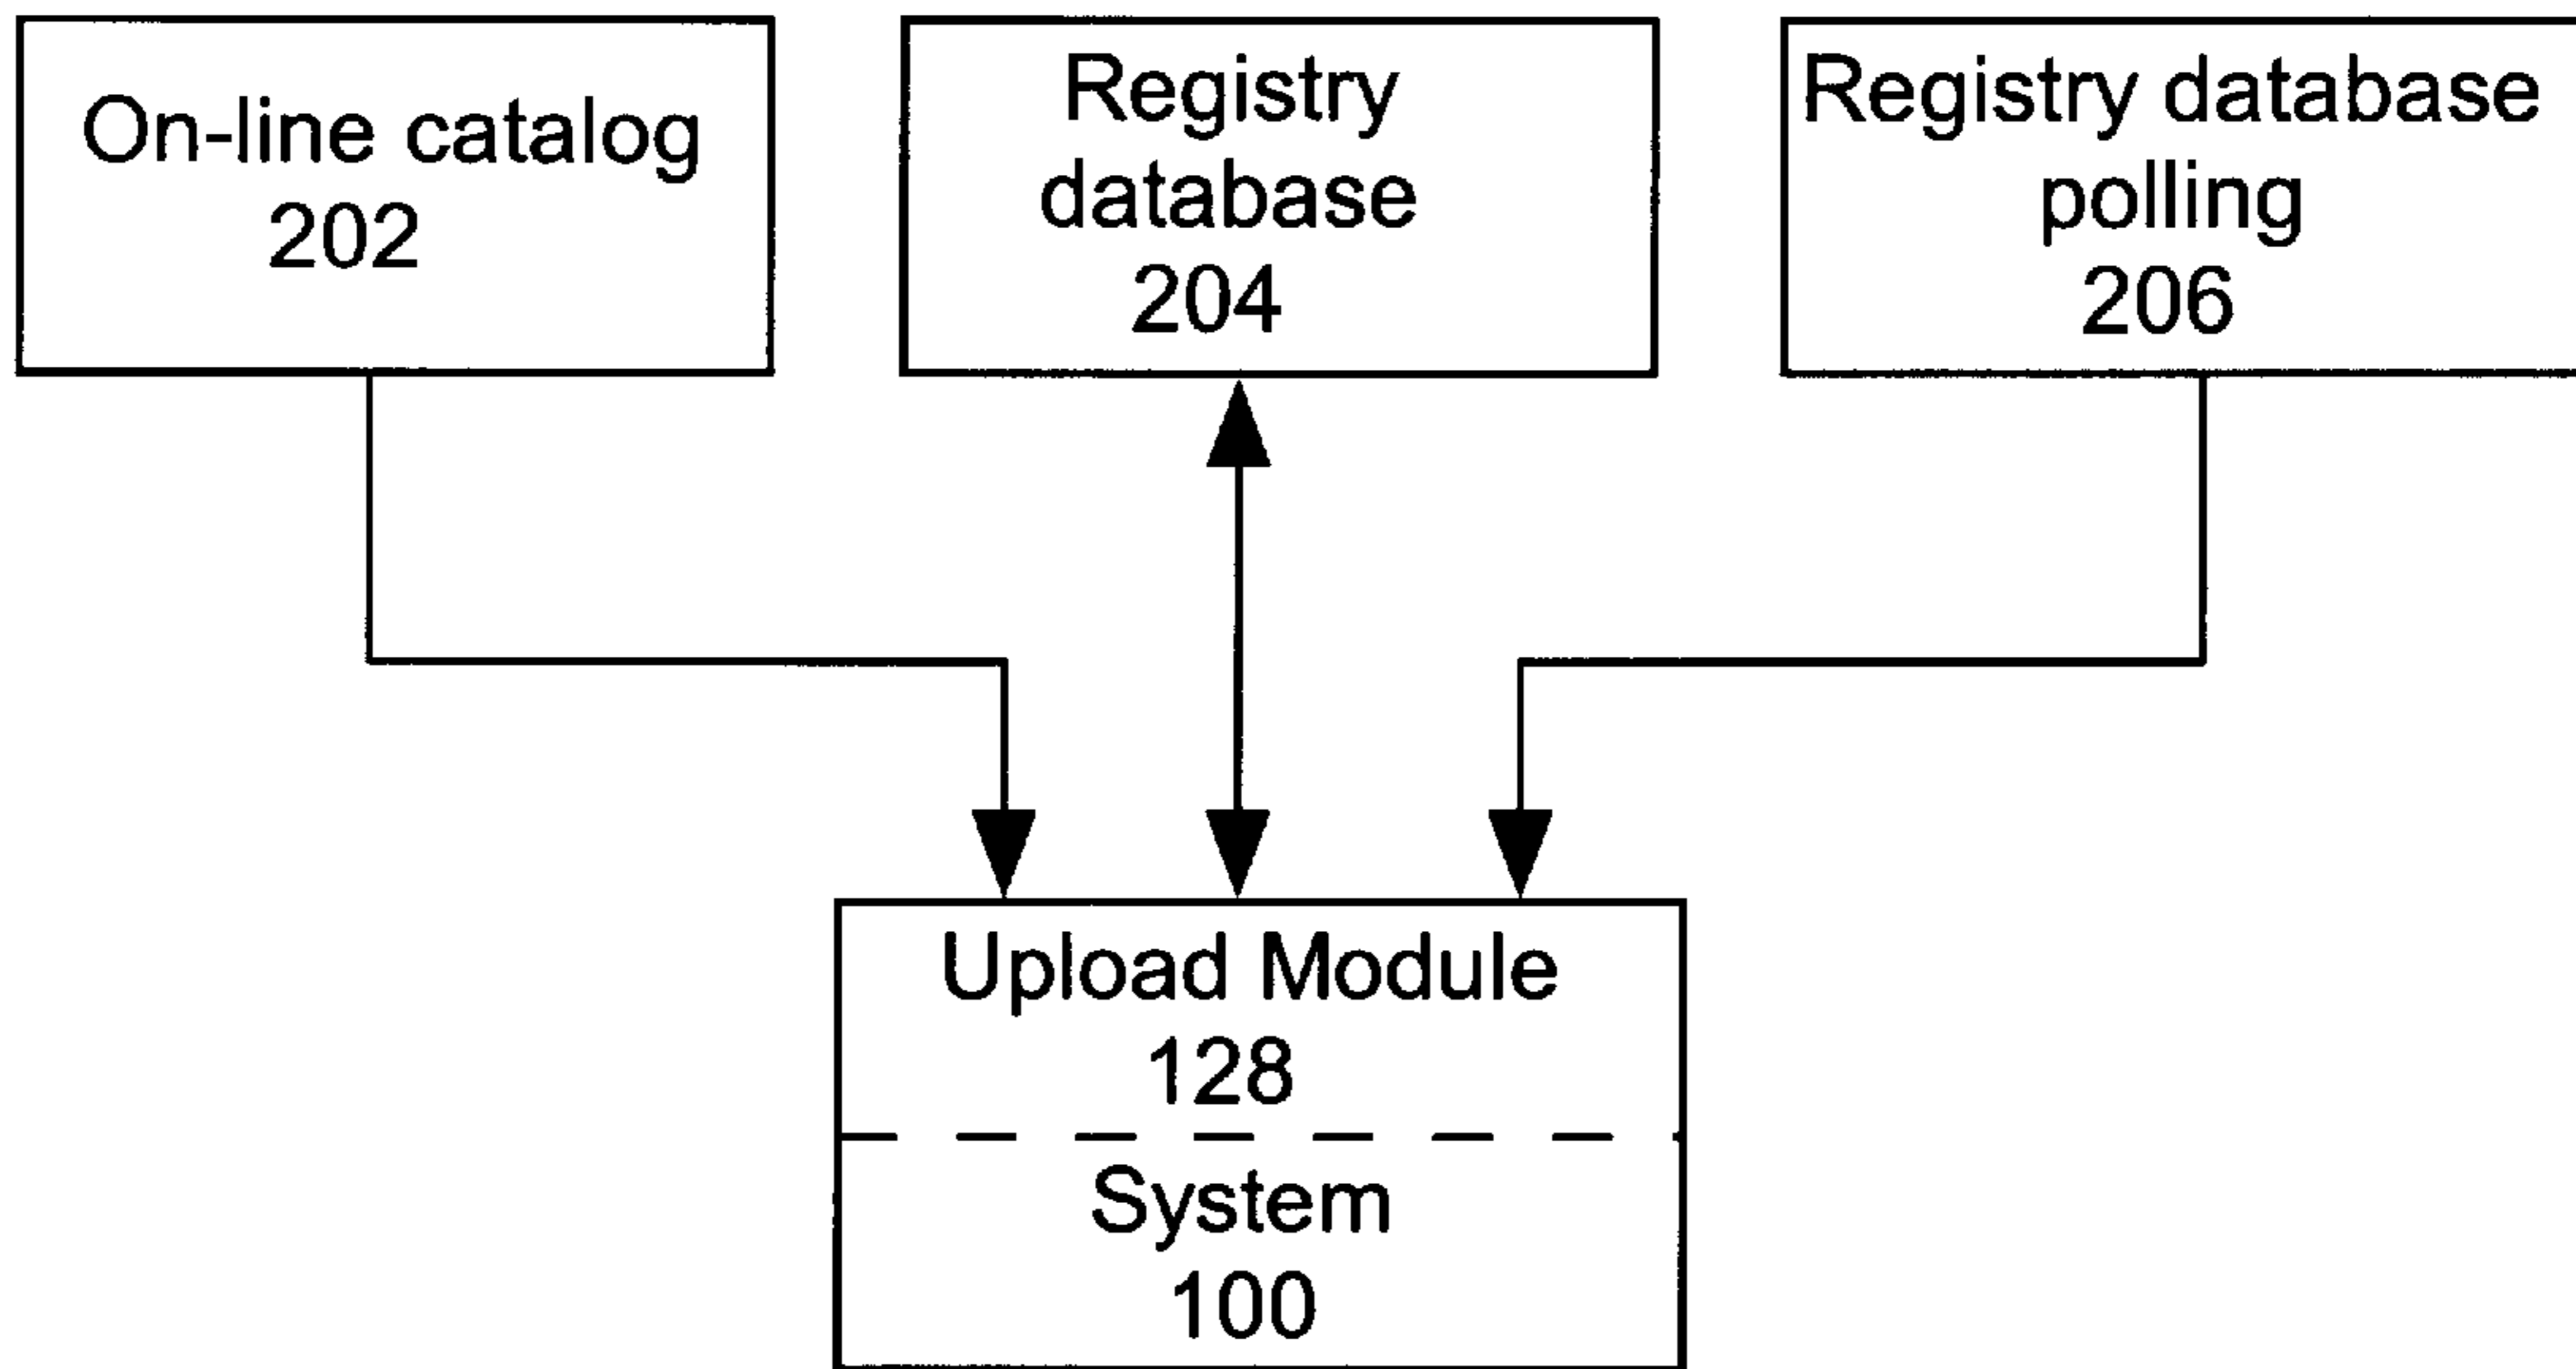 On-line catalog
202
Registry
database
204
Registry database
polling
206
Upload Module
128
System
100